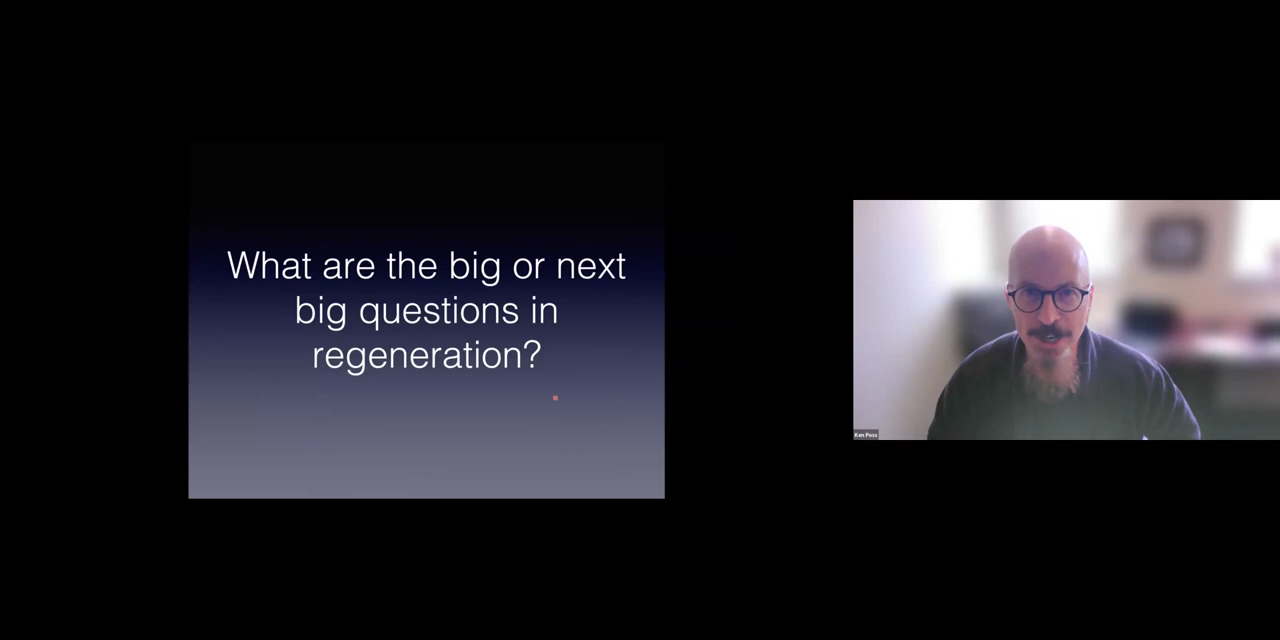 What are the big or next
big questions in
regeneration?
Ken Poss